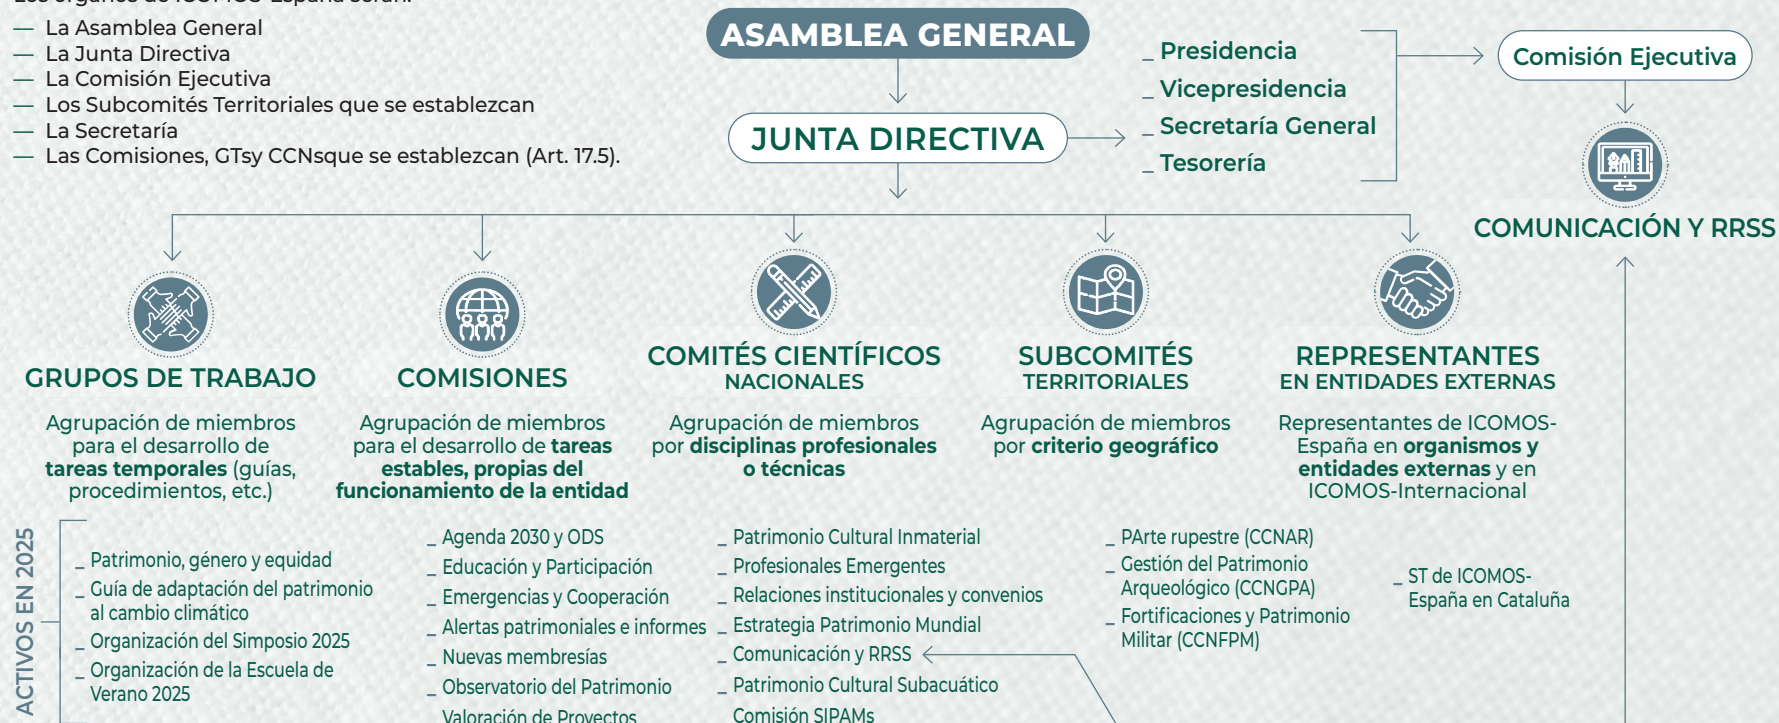 — La Asamblea General
— La Junta Directiva
— La Comisión Ejecutiva
— Los Subcomités Territoriales que se establezcan
— La Secretaría
— Las Comisiones, GTsy CCNsque se establezcan (Art. 17.5).
ASAMBLEA GENERAL
JUNTA DIRECTIVA
_ Presidencia
_ Vicepresidencia
_ Secretaría General
_ Tesorería
Comisión Ejecutiva
COMUNICACIÓN Y RRSS
GRUPOS DE TRABAJO
Agrupación de miembros
para el desarrollo de
tareas temporales (guías,
procedimientos, etc.)
COMISIONES
Agrupación de miembros
para el desarrollo de tareas
estables, propias del
funcionamiento de la entidad
COMITÉS CIENTÍFICOS
NACIONALES
Agrupación de miembros
por disciplinas profesionales
o técnicas
SUBCOMITÉS
TERRITORIALES
Agrupación de miembros
por criterio geográfico
REPRESENTANTES
EN ENTIDADES EXTERNAS
Representantes de ICOMOS-
España en organismos y
entidades externas y en
ICOMOS-Internacional
ACTIVOS EN 2025
_ Patrimonio, género y equidad
_ Guía de adaptación del patrimonio
al cambio climático
_ Organización del Simposio 2025
_ Organización de la Escuela de
Verano 2025
_ Agenda 2030 y ODS
_ Educación y Participación
_ Emergencias y Cooperación
_ Alertas patrimoniales e informes
_ Nuevas membresías
_ Observatorio del Patrimonio
Valoración de Proyectos
_ Patrimonio Cultural Inmaterial
_ Profesionales Emergentes
_ Relaciones institucionales y convenios
_ Estrategia Patrimonio Mundial
_ Comunicación y RRSS
_ Patrimonio Cultural Subacuático
Comisión SIPAMs
_ PArte rupestre (CCNAR)
_ Gestión del Patrimonio
Arqueológico (CCNGPA)
_ Fortificaciones y Patrimonio
Militar (CCNFPM)
_ ST de ICOMOS-
España en Cataluña